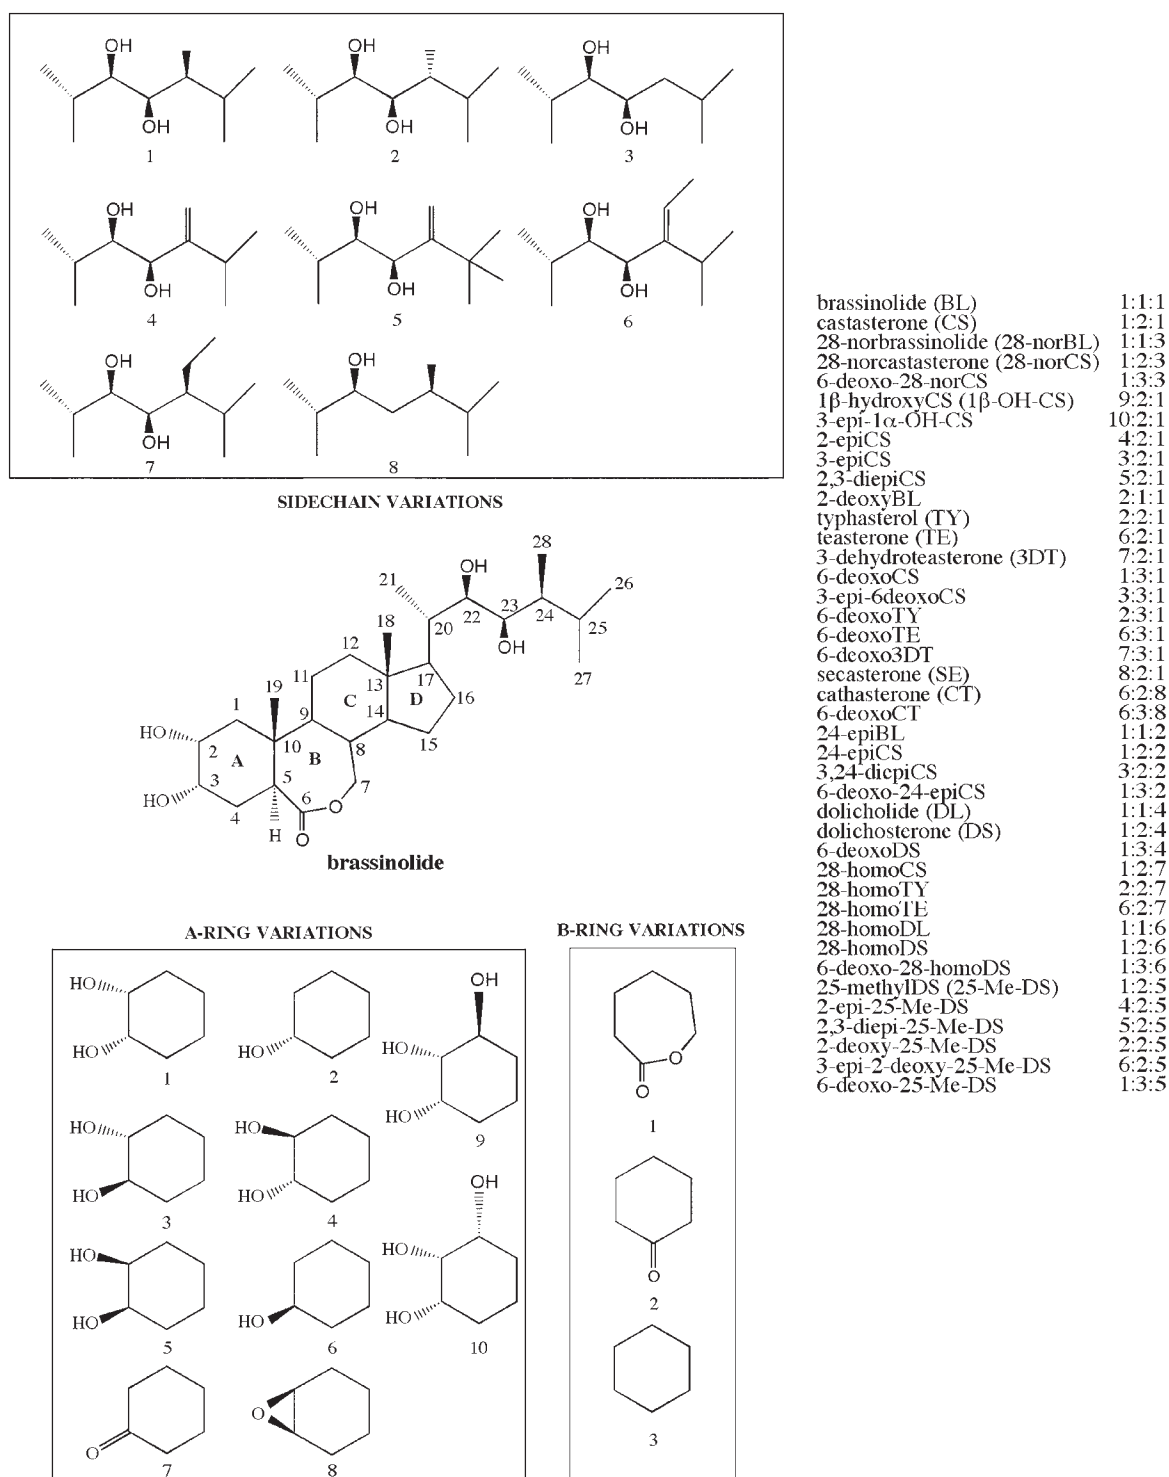 OH
OH
1
OH
OH
2
OH
OH
3
OH
OH
4
OH
OH
5
OH
OH
6
OH
OH
7
OH
8
SIDECHAIN VARIATIONS
brassinolide (BL) 1:1:1
castasterone (CS) 1:2:1
28-norbrassinolide (28-norBL) 1:1:3
28-norcastasterone (28-norCS) 1:2:3
6-deoxo-28-norCS 1:3:3
1β-hydroxyCS (1β-OH-CS) 9:2:1
3-epi-1α-OH-CS 10:2:1
2-epiCS 4:2:1
3-epiCS 3:2:1
2,3-diepiCS 5:2:1
2-deoxyBL 2:1:1
typhasterol (TY) 2:2:1
teasterone (TE) 6:2:1
3-dehydroteasterone (3DT) 7:2:1
6-deoxoCS 1:3:1
3-epi-6deoxoCS 3:3:1
6-deoxoTY 2:3:1
6-deoxoTE 6:3:1
6-deoxo3DT 7:3:1
secasterone (SE) 8:2:1
cathasterone (CT) 6:2:8
6-deoxoCT 6:3:8
24-epiBL 1:1:2
24-epiCS 1:2:2
3,24-diepiCS 3:2:2
6-deoxo-24-epiCS 1:3:2
dolicholide (DL) 1:1:4
dolichosterone (DS) 1:2:4
6-deoxoDS 1:3:4
28-homoCS 1:2:7
28-homoTY 2:2:7
28-homoTE 6:2:7
28-homoDL 1:1:6
28-homoDS 1:2:6
6-deoxo-28-homoDS 1:3:6
25-methylDS (25-Me-DS) 1:2:5
2-epi-25-Me-DS 4:2:5
2,3-diepi-25-Me-DS 5:2:5
2-deoxy-25-Me-DS 2:2:5
3-epi-2-deoxy-25-Me-DS 6:2:5
6-deoxo-25-Me-DS 1:3:5
28
OH
21
26
23
22
24
20
25
18
OH
12
27
11
17
19
13
D
16
C
1
9
14
HO
10
15
2
B
8
A
5
3
7
HO
6
O
4
H
O
brassinolide
A-RING VARIATIONS
HO
HO
1
HO
2
OH
HO
HO
9
HO
HO
3
HO
HO
4
OH
HO
HO
10
HO
HO
5
HO
6
O
7
O
8
B-RING VARIATIONS
O
O
1
O
2
3